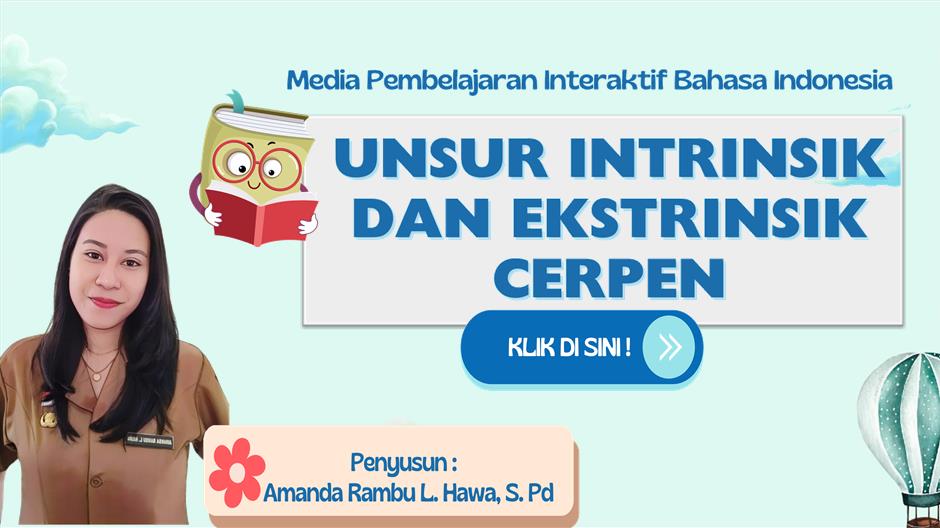 Media Pembelajaran Interaktif Bahasa Indonesia
UNSUR INTRINSIK
DAN EKSTRINSIK
CERPEN
KLIK DI SINI !
Penyusun :
Amanda Rambu L. Hawa, S. Pd